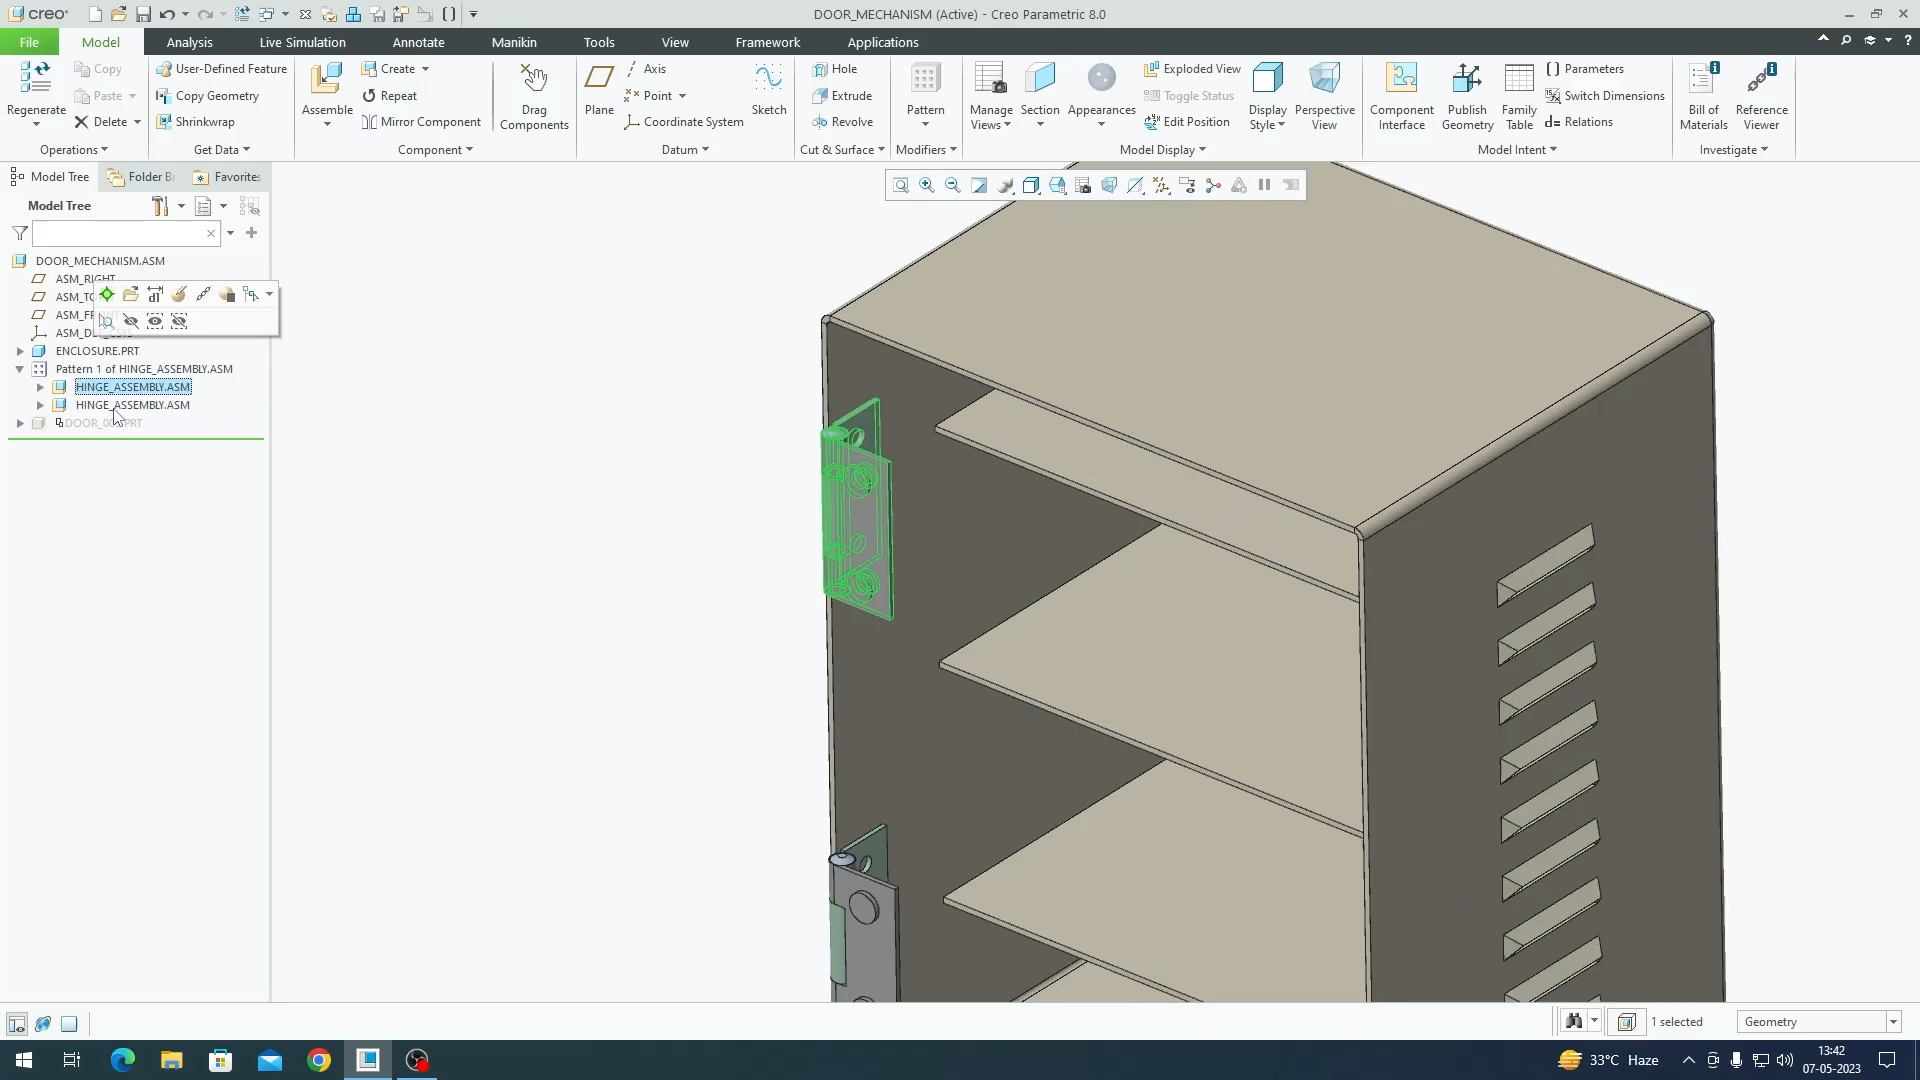 creo®
DOOR_MECHANISM (Active) - Creo Parametric 8.0
File
Model
Analysis
Live Simulation
Annotate
Manikin
Tools
View
Framework
Applications
Regenerate
Copy
Paste
Delete
Operations
User-Defined Feature
Copy Geometry
Shrinkwrap
Get Data
Assemble
Create
Repeat
Mirror Component
Component
Drag Components
Plane
Axis
Point
Coordinate System
Sketch
Datum
Hole
Extrude
Revolve
Cut & Surface
Pattern
Modifiers
Manage Views
Section
Appearances
Exploded View
Toggle Status
Edit Position
Display Style
Perspective View
Model Display
Component Interface
Publish Geometry
Family Table
Parameters
Switch Dimensions
Relations
Model Intent
Bill of Materials
Reference Viewer
Investigate
Model Tree
Folder B
Favorites
Model Tree
DOOR_MECHANISM.ASM
ASM_RIGHT
ASM_TO
ASM_F
ASM_DE
ENCLOSURE.PRT
Pattern 1 of HINGE_ASSEMBLY.ASM
HINGE_ASSEMBLY.ASM
HINGE_ASSEMBLY.ASM
1 selected
Geometry
33°C Haze
13:42
07-05-2023